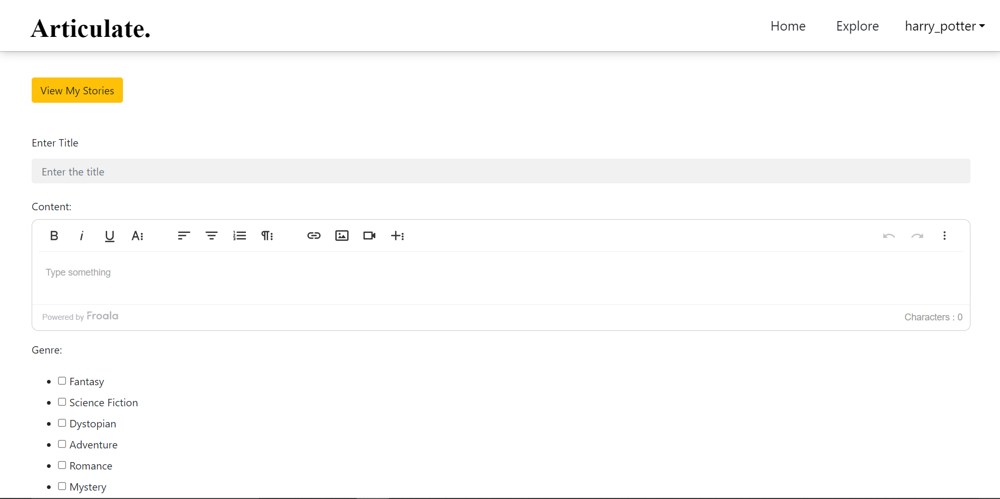 Articulate.
Home Explore harry_potter
View My Stories
Enter Title
Enter the title
Content:
Type something
Powered by Froala Characters : 0
Genre:
Fantasy
Science Fiction
Dystopian
Adventure
Romance
Mystery